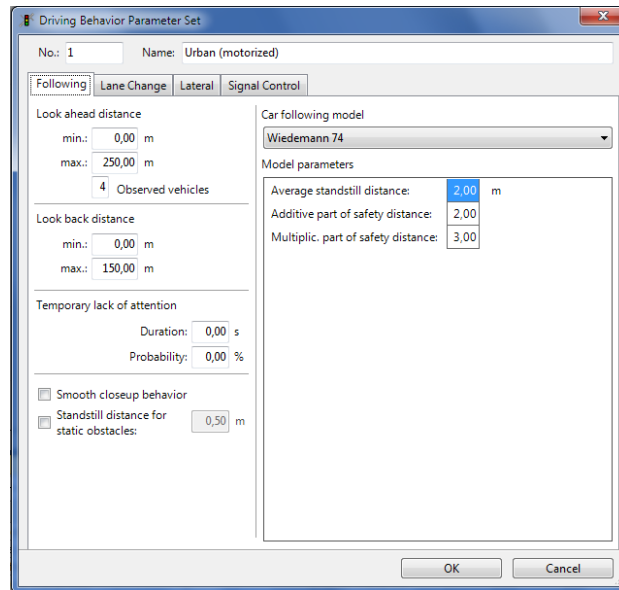 Driving Behavior Parameter Set
No.: 1 Name: Urban (motorized)
Following Lane Change Lateral Signal Control
Look ahead distance
min.: 0,00 m
max.: 250,00 m
4 Observed vehicles
Look back distance
min.: 0,00 m
max.: 150,00 m
Temporary lack of attention
Duration: 0,00 s
Probability: 0,00 %
Smooth closeup behavior
Standstill distance for
static obstacles: 0,50 m
Car following model
Wiedemann 74
Model parameters
Average standstill distance: 2,00 m
Additive part of safety distance: 2,00
Multiplic. part of safety distance: 3,00
OK Cancel